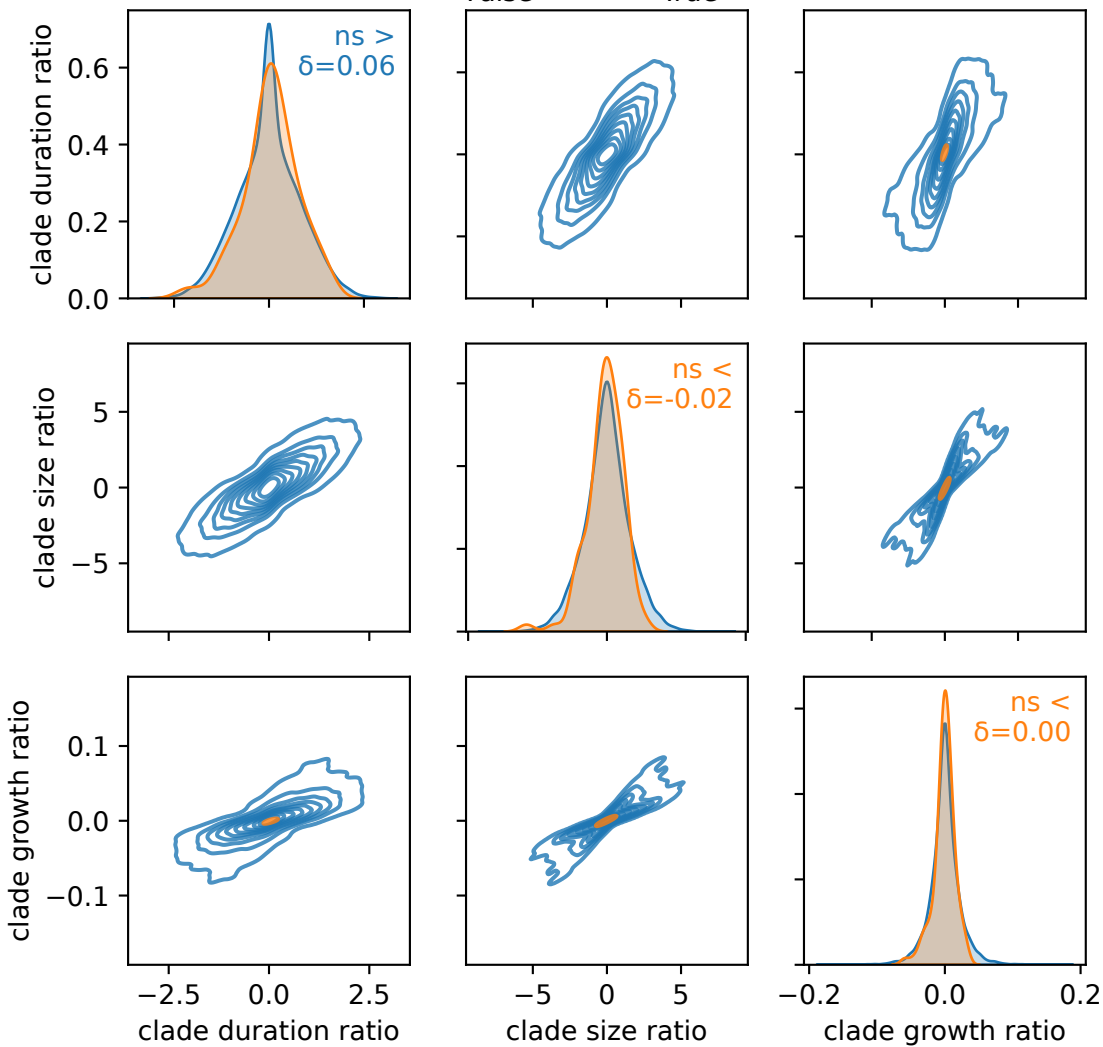 clade duration ratio
0.6
0.4
0.2
0.0
ns >
δ=0.06
clade size ratio
5
0
−5
ns <
δ=-0.02
clade growth ratio
0.1
0.0
−0.1
ns <
δ=0.00
−2.5 0.0 2.5
−5 0 5
−0.2 0.0 0.2
clade duration ratio
clade size ratio
clade growth ratio